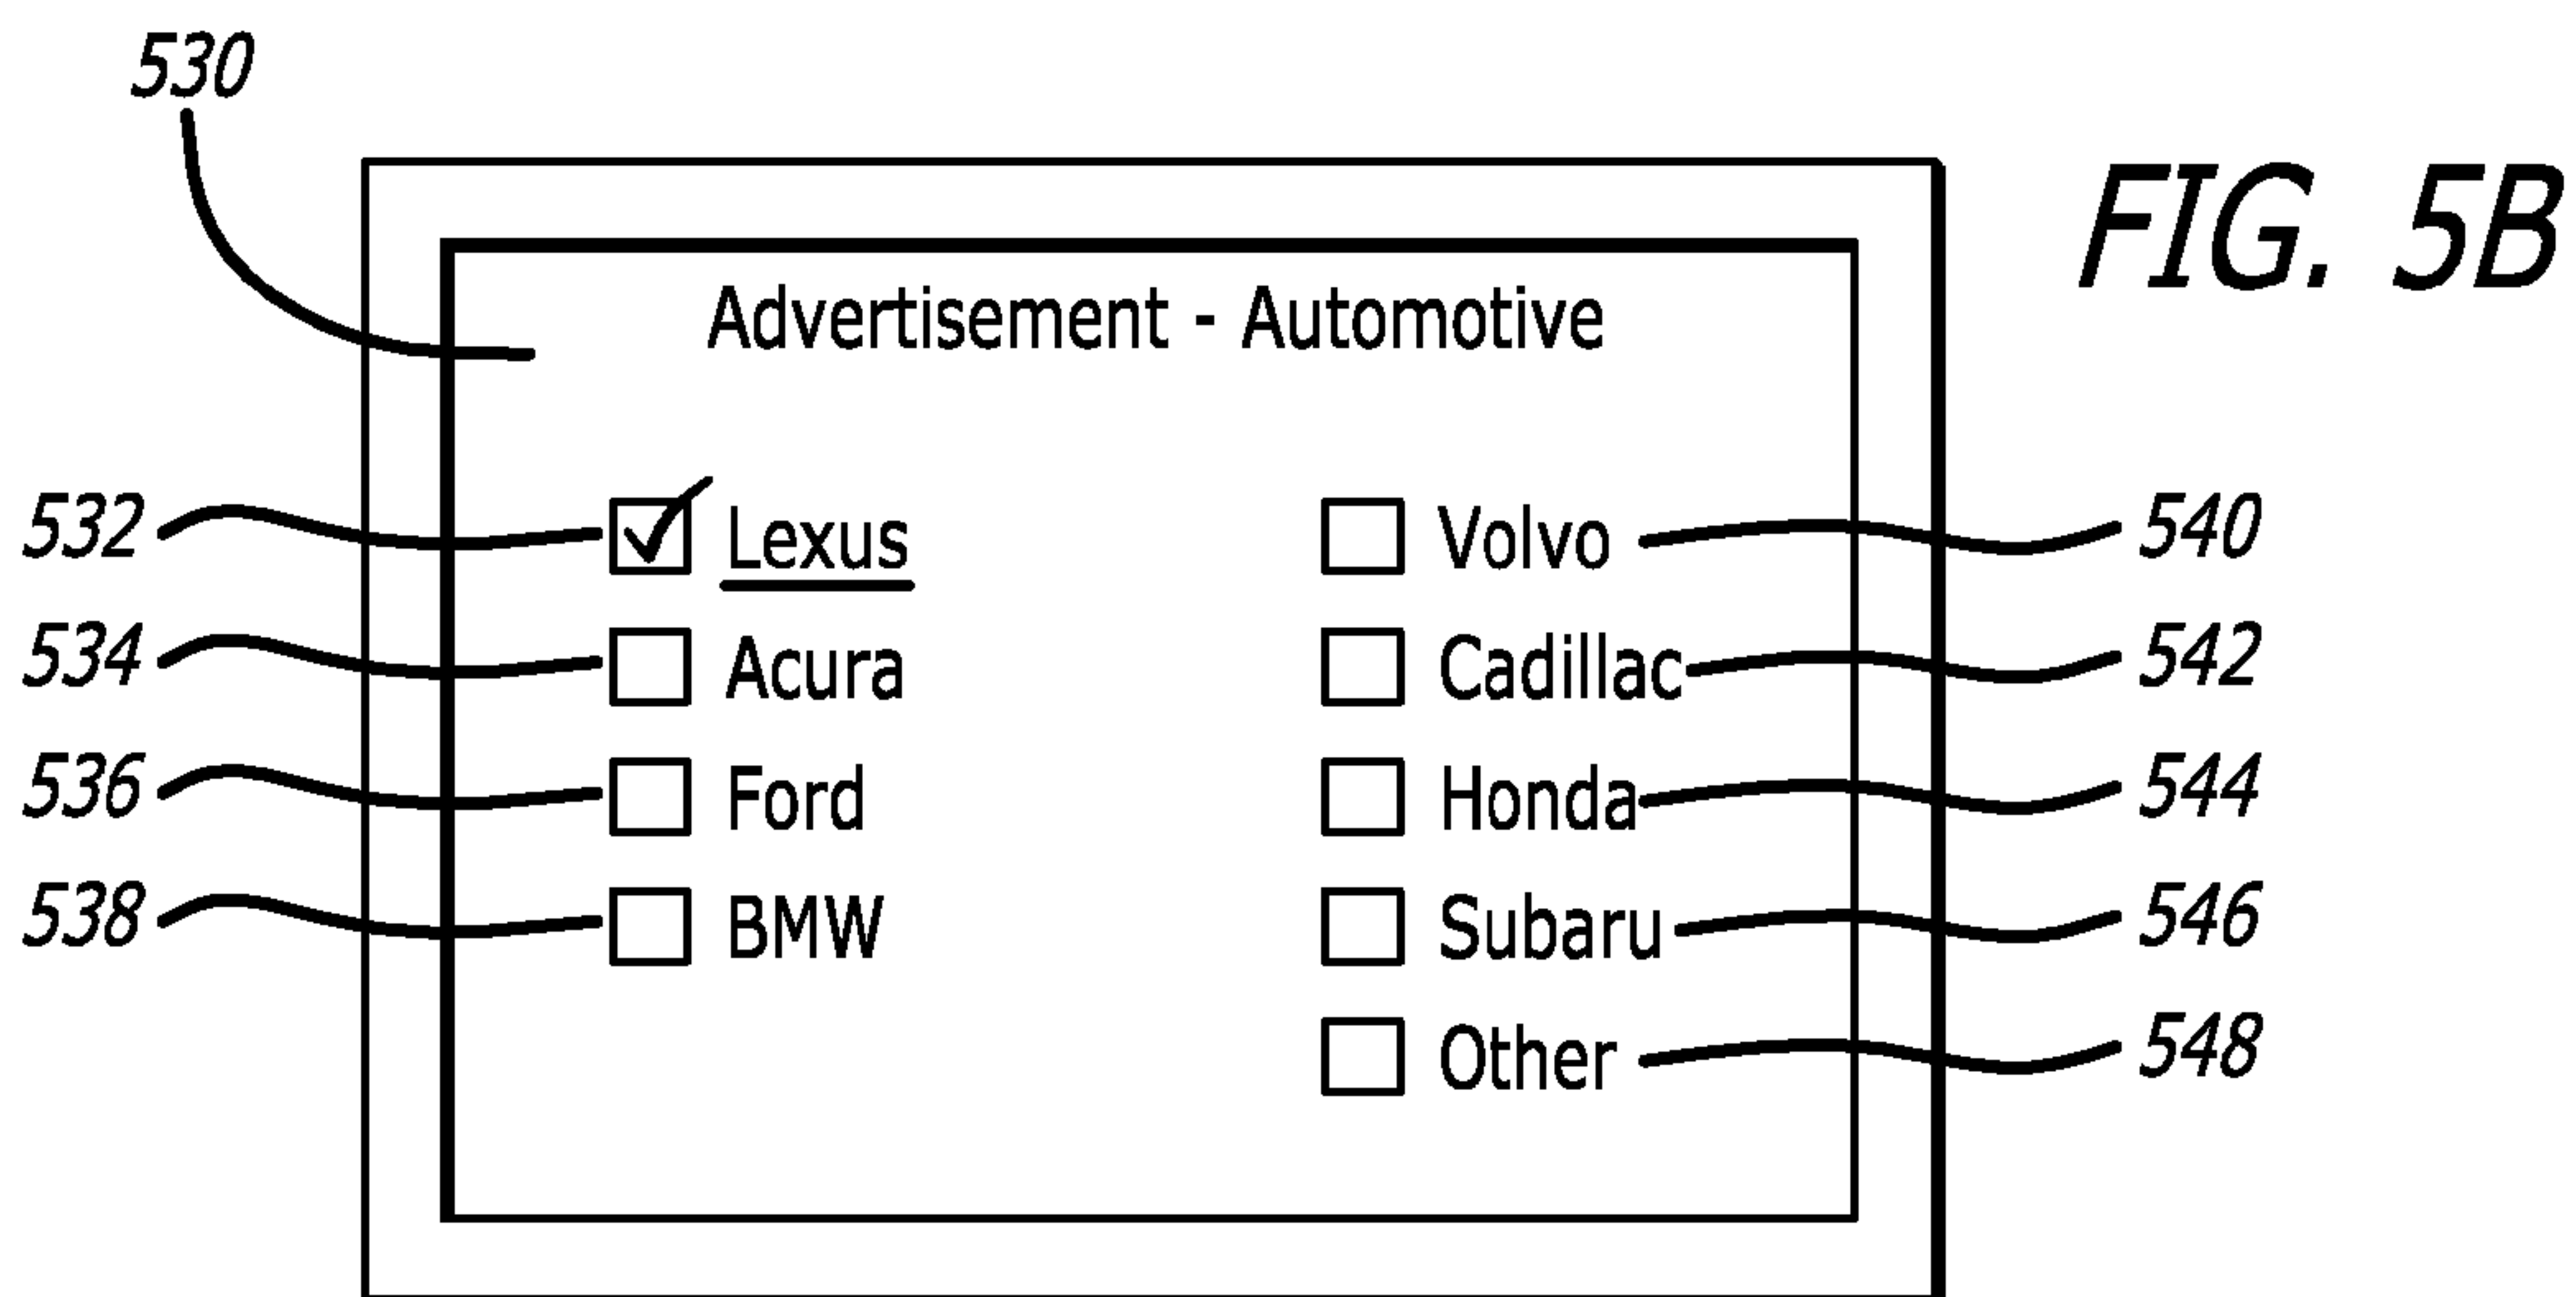 530
FIG. 5B
Advertisement - Automotive
532 Lexus Volvo 540
534 Acura Cadillac 542
536 Ford Honda 544
538 BMW Subaru 546
Other 548